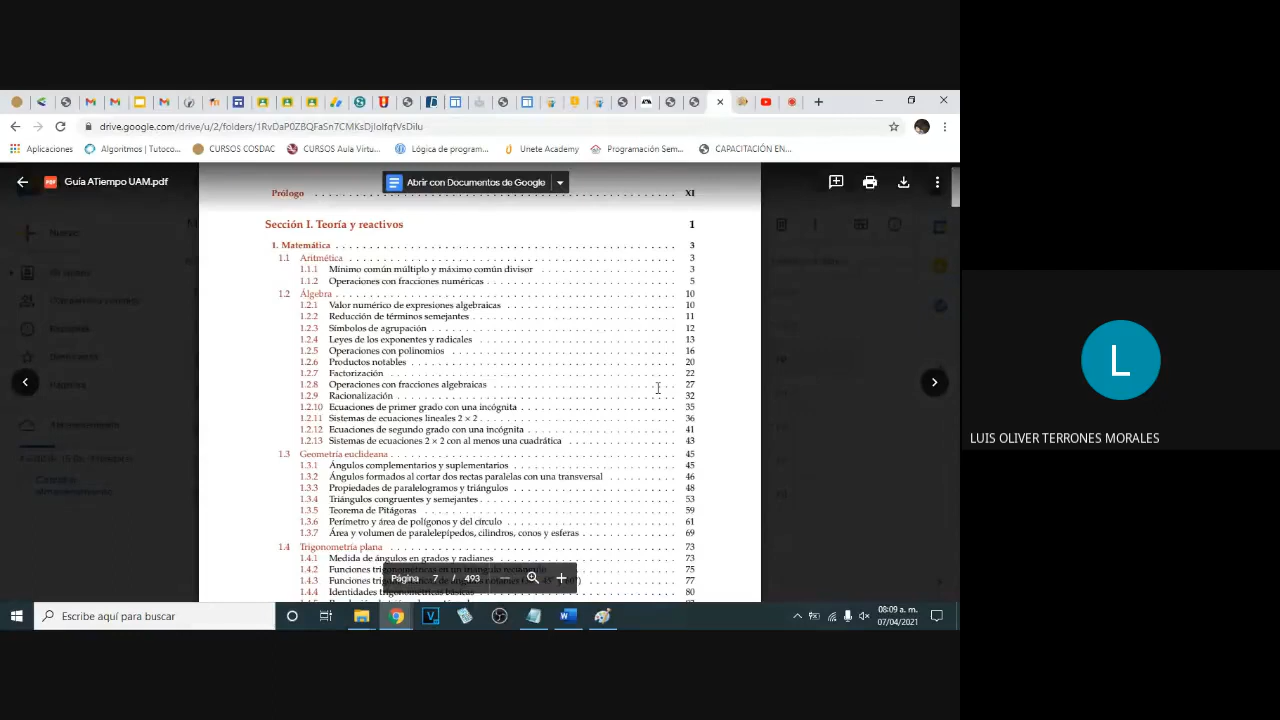 drive.google.com/drive/u/2/folders/1RvDaP0ZBQFaSn7CMKsDjIoIfqfVsDiIu
Aplicaciones Algoritmos | Tutoco... CURSOS COSDAC CURSOS Aula Virtu... Lógica de program... Unete Academy Programación Sem... CAPACITACIÓN EN...
Guía ATiempo UAM.pdf
Abrir con Documentos de Google
Prólogo XI
Sección I. Teoría y reactivos 1
1. Matemática 3
1.1 Aritmética 3
1.1.1 Mínimo común múltiplo y máximo común divisor 3
1.1.2 Operaciones con fracciones numéricas 5
1.2 Álgebra 10
1.2.1 Valor numérico de expresiones algebraicas 10
1.2.2 Reducción de términos semejantes 11
1.2.3 Símbolos de agrupación 12
1.2.4 Leyes de los exponentes y radicales 13
1.2.5 Operaciones con polinomios 16
1.2.6 Productos notables 20
1.2.7 Factorización 22
1.2.8 Operaciones con fracciones algebraicas 27
1.2.9 Racionalización 32
1.2.10 Ecuaciones de primer grado con una incógnita 35
1.2.11 Sistemas de ecuaciones lineales 2 × 2 36
1.2.12 Ecuaciones de segundo grado con una incógnita 41
1.2.13 Sistemas de ecuaciones 2 × 2 con al menos una cuadrática 43
1.3 Geometría euclideana 45
1.3.1 Ángulos complementarios y suplementarios 45
1.3.2 Ángulos formados al cortar dos rectas paralelas con una transversal 46
1.3.3 Propiedades de paralelogramos y triángulos 48
1.3.4 Triángulos congruentes y semejantes 53
1.3.5 Teorema de Pitágoras 59
1.3.6 Perímetro y área de polígonos y del círculo 61
1.3.7 Área y volumen de paralelepípedos, cilindros, conos y esferas 69
1.4 Trigonometría plana 73
1.4.1 Medida de ángulos en grados y radianes 73
1.4.2 Funciones 75
1.4.3 Funciones 77
1.4.4 Identidades trigonométricas básicas 80
Página 7 / 493
Escribe aquí para buscar
08:09 a. m.
07/04/2021
L
LUIS OLIVER TERRONES MORALES